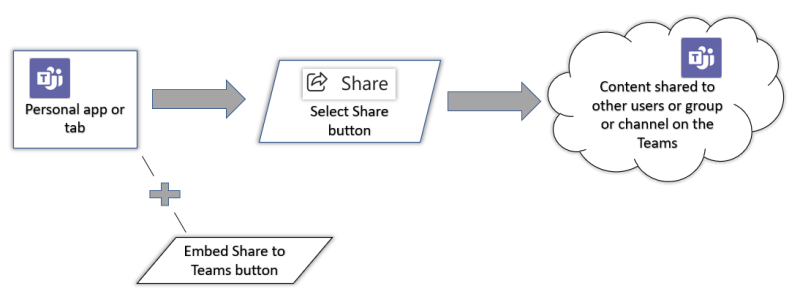 Personal app or
tab
Share
Select Share
button
Content shared to
other users or group
or channel on the
Teams
Embed Share to
Teams button